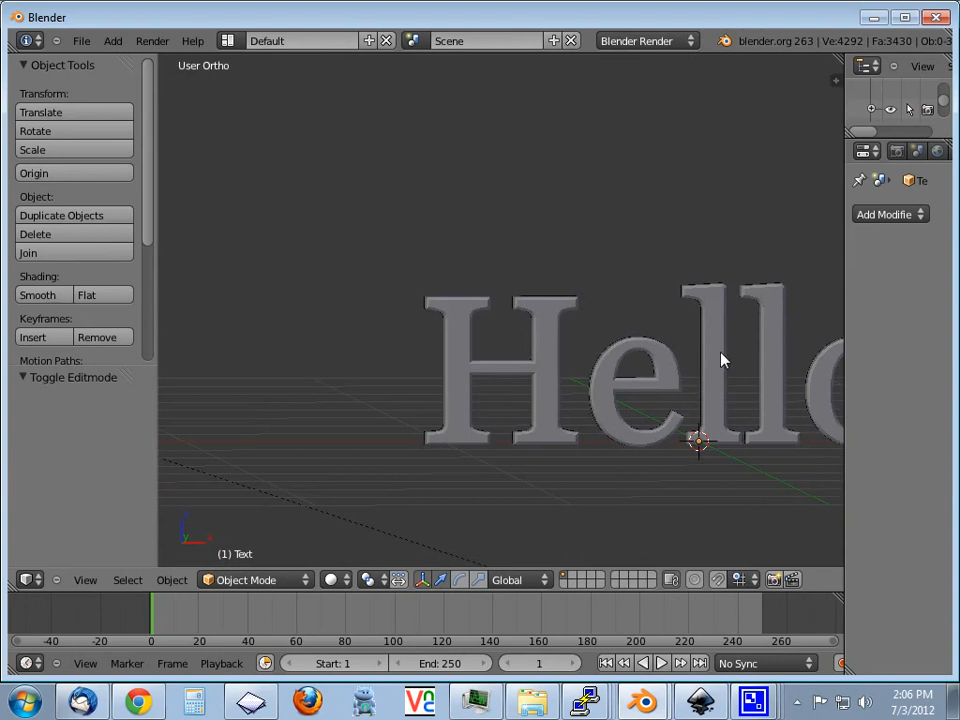 Blender
File Add Render Help Default Scene Blender Render blender.org 263 | Ve:4292 | Fa:3430 | Ob:0-3
Object Tools
User Ortho
View
Transform:
Translate
Rotate
Scale
Origin
Te
Object:
Duplicate Objects
Add Modifie
Delete
Join
Shading:
Smooth Flat
Keyframes:
Insert Remove
Motion Paths:
Toggle Editmode
Hello
(1) Text
View Select Object Object Mode Global
-40 -20 0 20 40 60 80 100 120 140 160 180 200 220 240 260
View Marker Frame Playback Start: 1 End: 250 1 No Sync
2:06 PM
7/3/2012